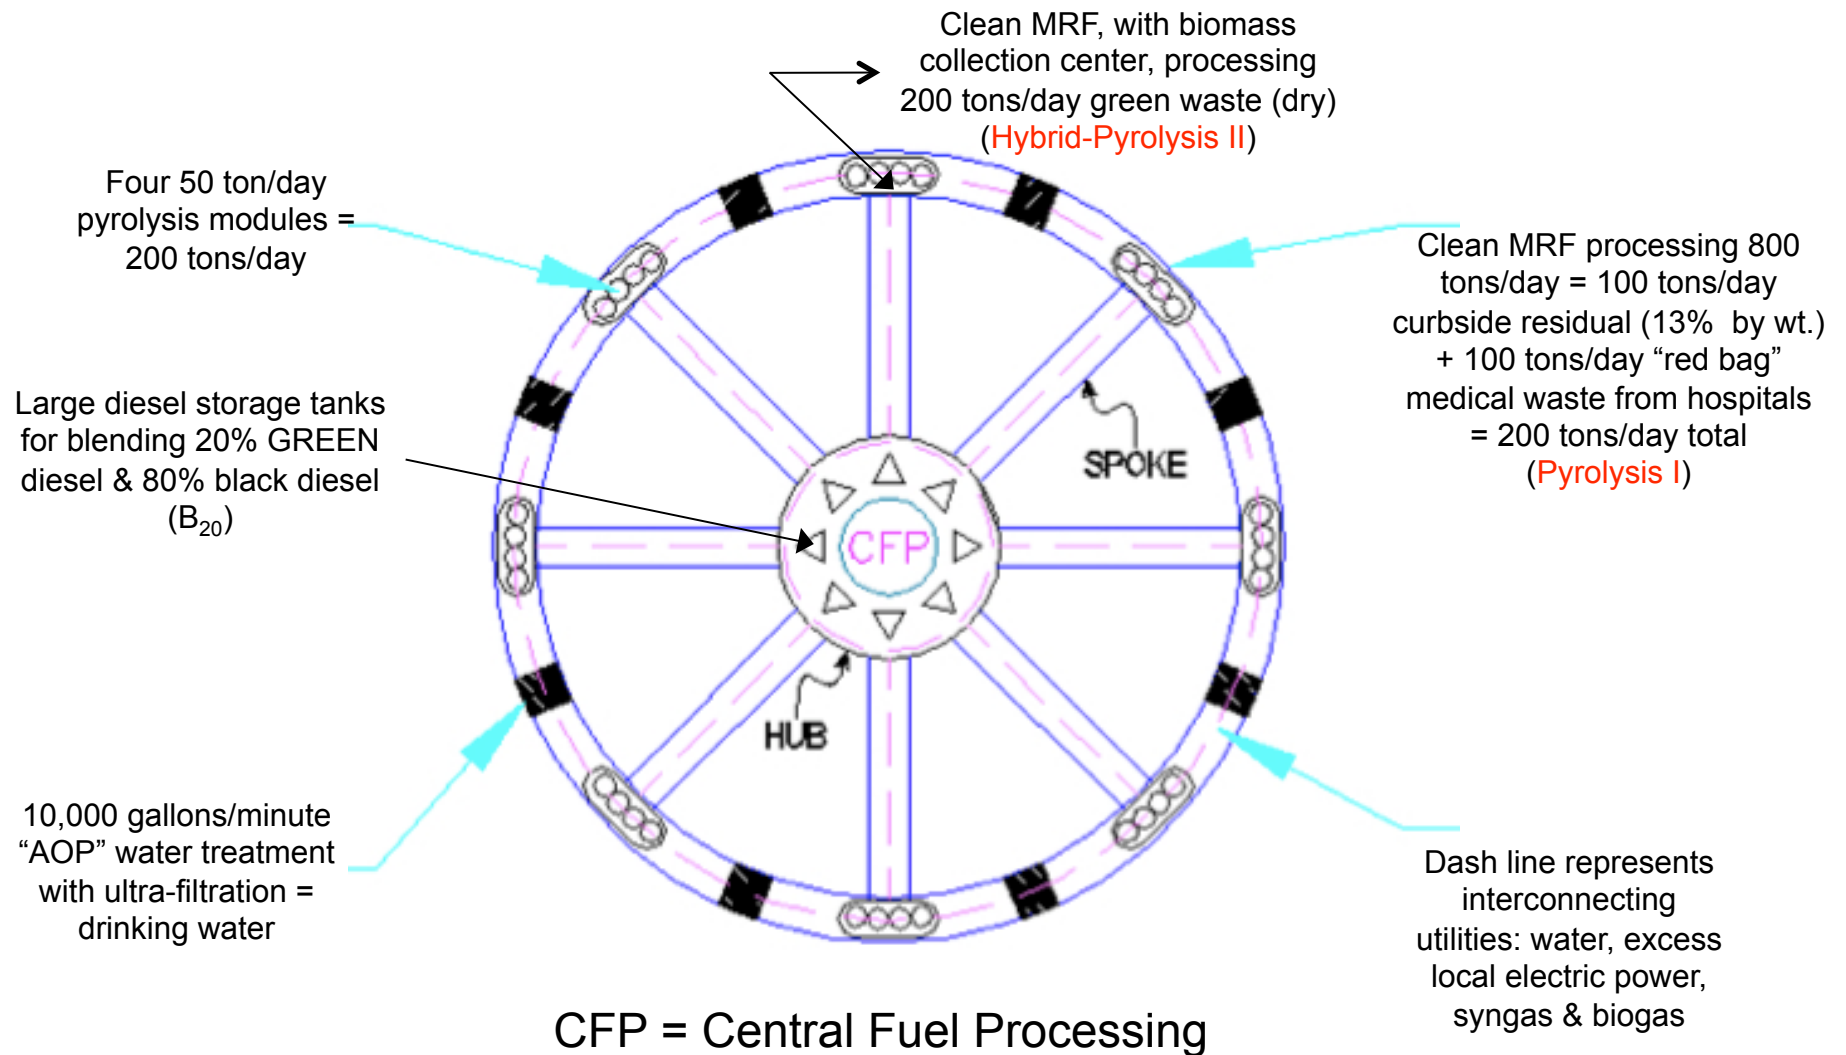 Clean MRF, with biomass
collection center, processing
200 tons/day green waste (dry)
(Hybrid-Pyrolysis II)
Four 50 ton/day
pyrolysis modules =
200 tons/day
Clean MRF processing 800
tons/day = 100 tons/day
curbside residual (13% by wt.)
+ 100 tons/day “red bag”
medical waste from hospitals
= 200 tons/day total
(Pyrolysis I)
Large diesel storage tanks
for blending 20% GREEN
diesel & 80% black diesel
(B20)
SPOKE
CFP
HUB
10,000 gallons/minute
“AOP” water treatment
with ultra-filtration =
drinking water
Dash line represents
interconnecting
utilities: water, excess
local electric power,
syngas & biogas
CFP = Central Fuel Processing